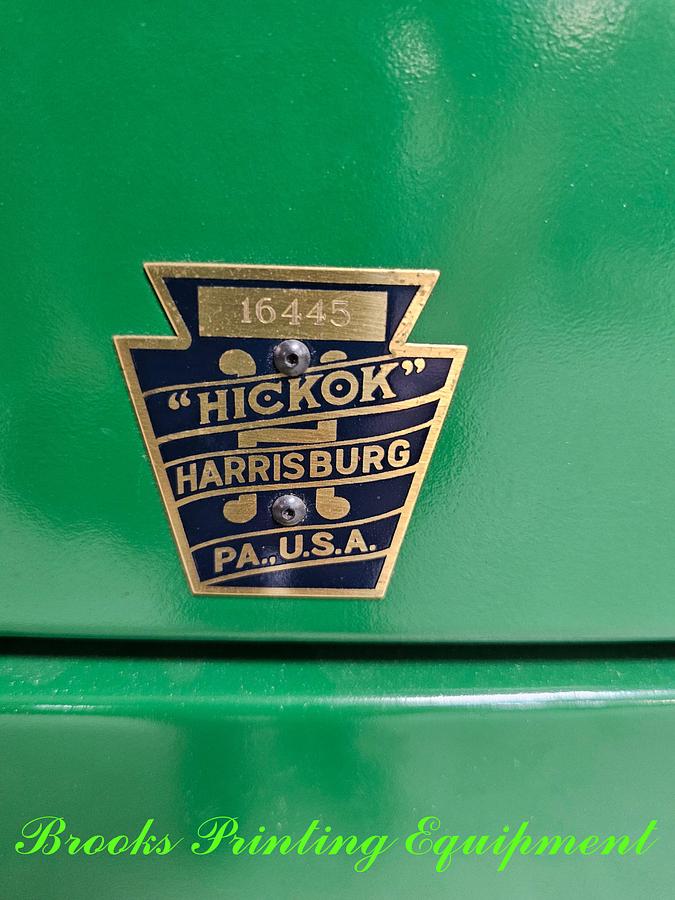 16445
“HICKOK”
HARRISBURG
PA., U.S.A.
Brooks Printing Equipment